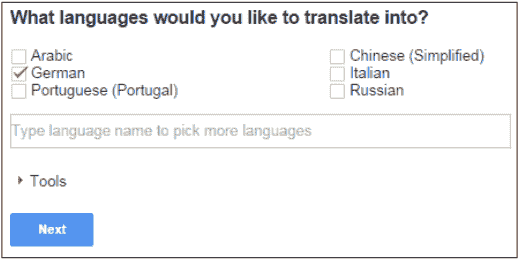 What languages would you like to translate into?
Arabic
Chinese (Simplified)
German
Italian
Portuguese (Portugal)
Russian
Type language name to pick more languages
Tools
Next